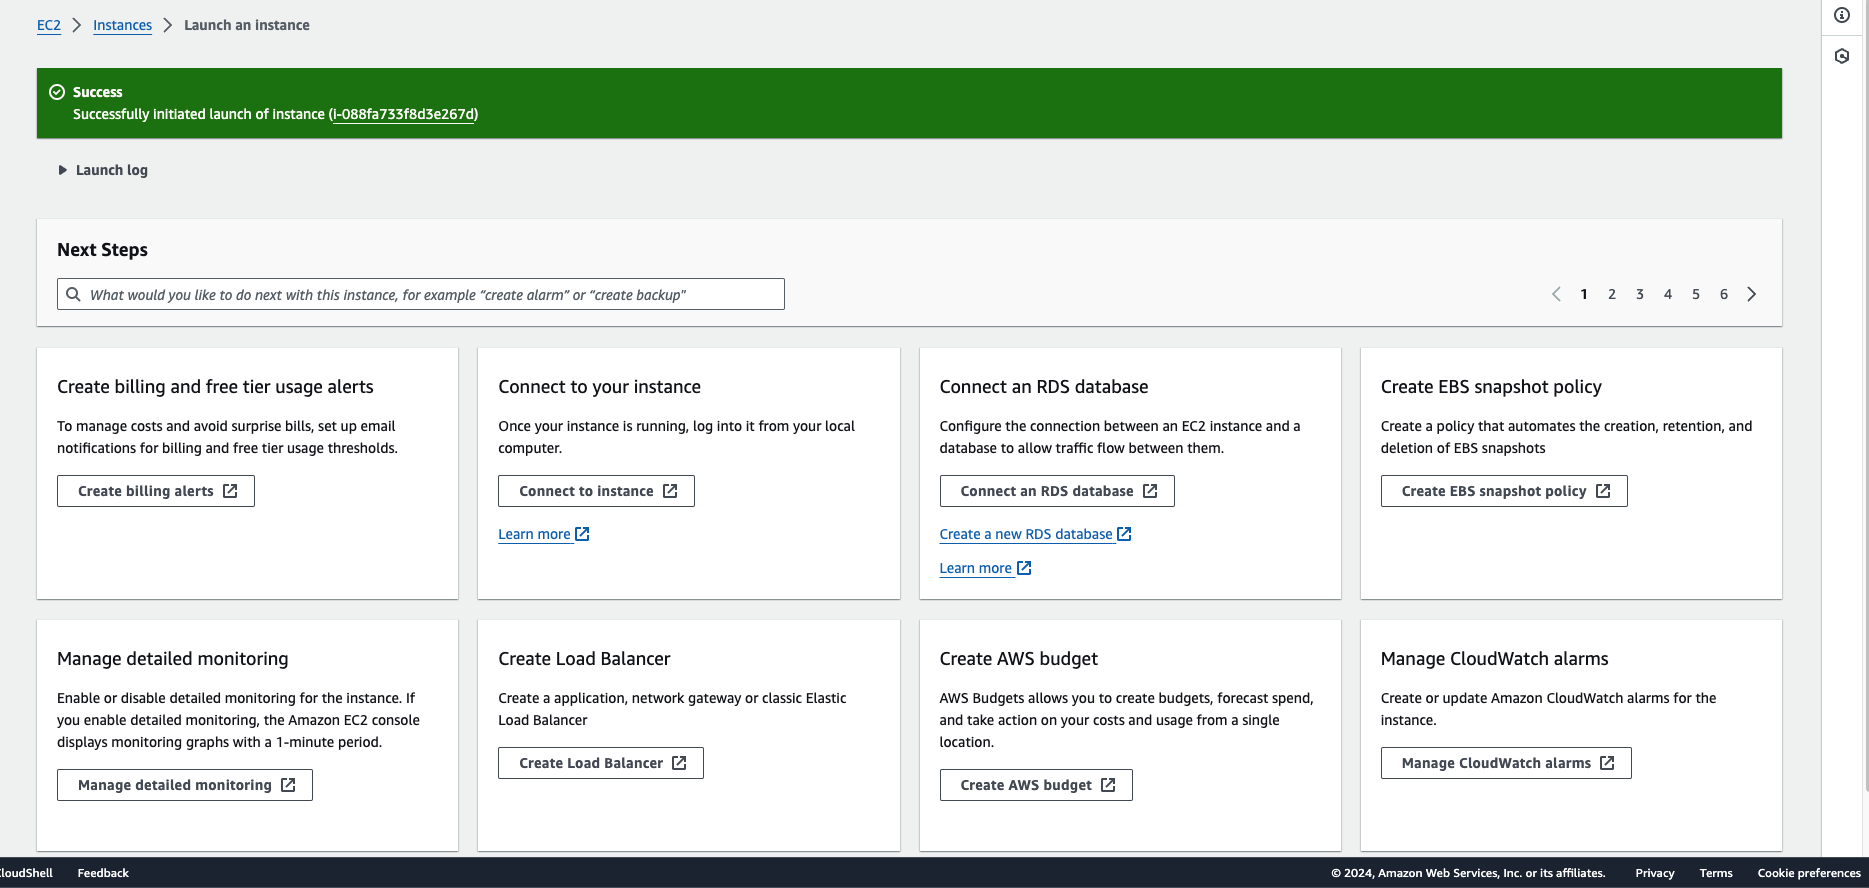 EC2 > Instances > Launch an instance
Success
Successfully initiated launch of instance (i-088fa733f8d3e267d)
Launch log
Next Steps
What would you like to do next with this instance, for example “create alarm” or “create backup"
1 2 3 4 5 6
Create billing and free tier usage alerts
To manage costs and avoid surprise bills, set up email
notifications for billing and free tier usage thresholds.
Create billing alerts
Connect to your instance
Once your instance is running, log into it from your local
computer.
Connect to instance
Learn more
Connect an RDS database
Configure the connection between an EC2 instance and a
database to allow traffic flow between them.
Connect an RDS database
Create a new RDS database
Learn more
Create EBS snapshot policy
Create a policy that automates the creation, retention, and
deletion of EBS snapshots
Create EBS snapshot policy
Manage detailed monitoring
Enable or disable detailed monitoring for the instance. If
you enable detailed monitoring, the Amazon EC2 console
displays monitoring graphs with a 1-minute period.
Manage detailed monitoring
Create Load Balancer
Create a application, network gateway or classic Elastic
Load Balancer
Create Load Balancer
Create AWS budget
AWS Budgets allows you to create budgets, forecast spend,
and take action on your costs and usage from a single
location.
Create AWS budget
Manage CloudWatch alarms
Create or update Amazon CloudWatch alarms for the
instance.
Manage CloudWatch alarms
loudShell Feedback © 2024, Amazon Web Services, Inc. or its affiliates. Privacy Terms Cookie preferences